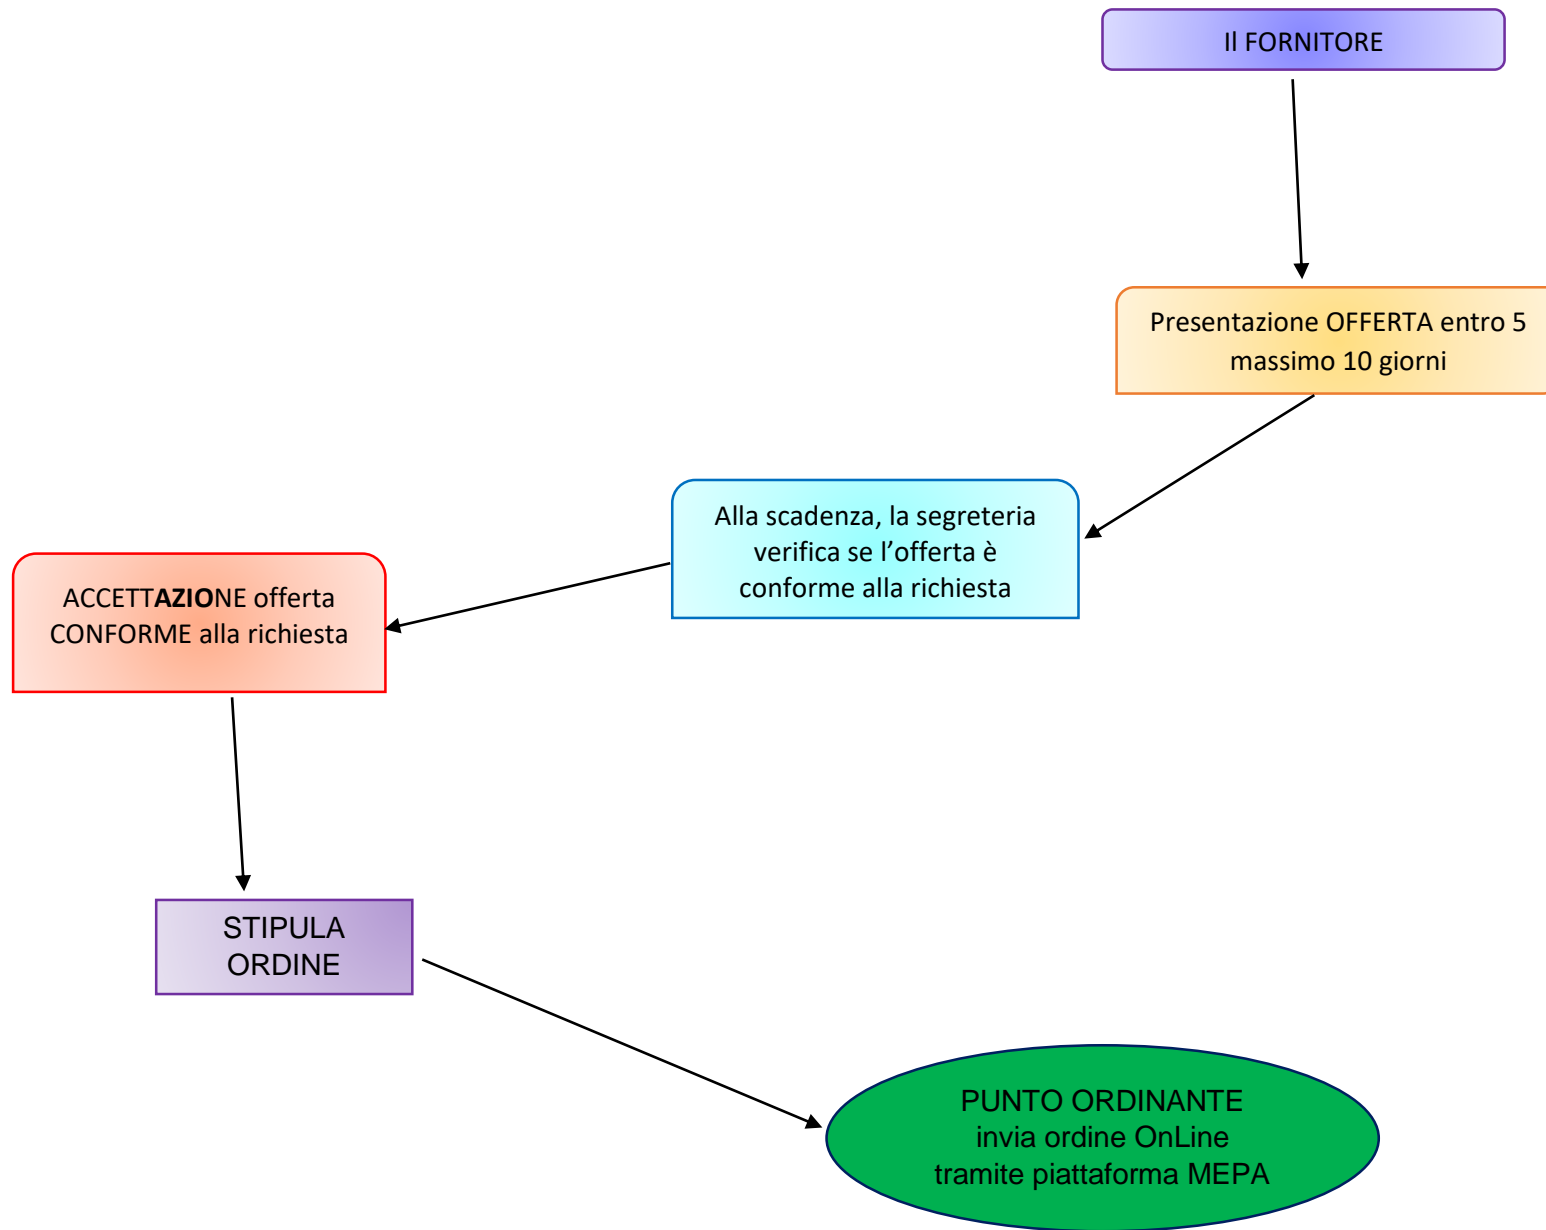 Il FORNITORE
Presentazione OFFERTA entro 5
massimo 10 giorni
Alla scadenza, la segreteria
verifica se l’offerta è
conforme alla richiesta
ACCETTAZIONE offerta
CONFORME alla richiesta
STIPULA
ORDINE
PUNTO ORDINANTE
invia ordine OnLine
tramite piattaforma MEPA